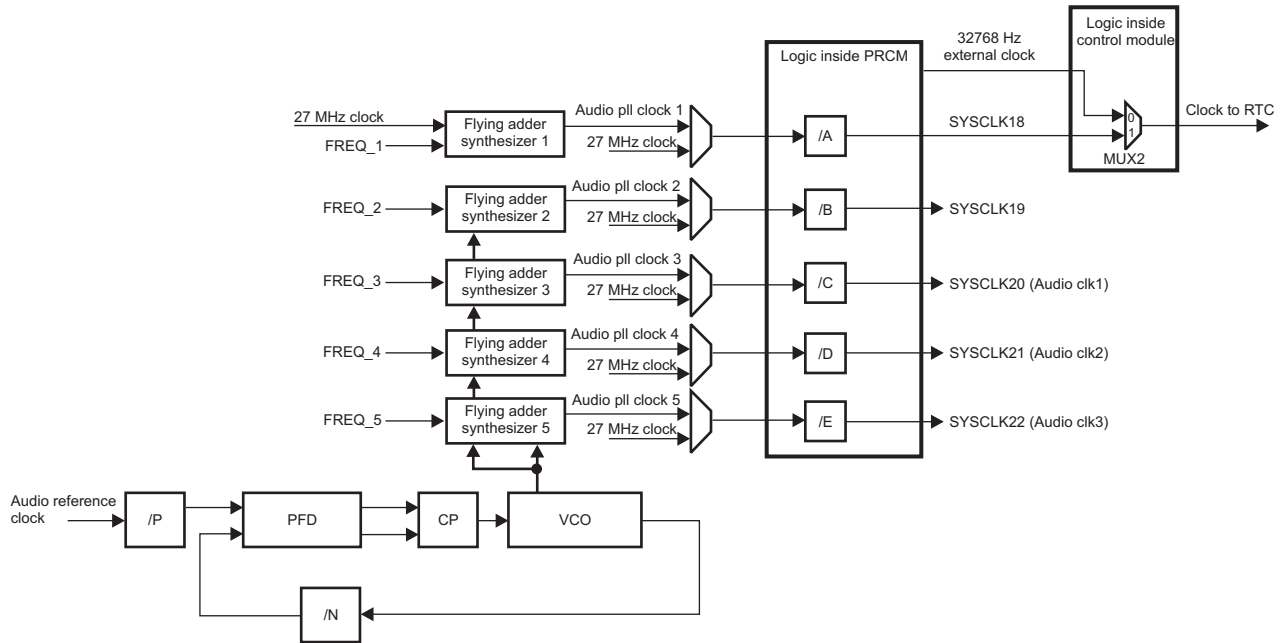 32768 Hz
external clock
Logic inside
control module
Logic inside PRCM
0
1
MUX2
Clock to RTC
27 MHz clock
FREQ_1
Flying adder
synthesizer 1
Audio pll clock 1
27 MHz clock
/A
SYSCLK18
FREQ_2
Flying adder
synthesizer 2
Audio pll clock 2
27 MHz clock
/B
SYSCLK19
FREQ_3
Flying adder
synthesizer 3
Audio pll clock 3
27 MHz clock
/C
SYSCLK20 (Audio clk1)
FREQ_4
Flying adder
synthesizer 4
Audio pll clock 4
27 MHz clock
/D
SYSCLK21 (Audio clk2)
FREQ_5
Flying adder
synthesizer 5
Audio pll clock 5
27 MHz clock
/E
SYSCLK22 (Audio clk3)
Audio reference
clock
/P
PFD
CP
VCO
/N